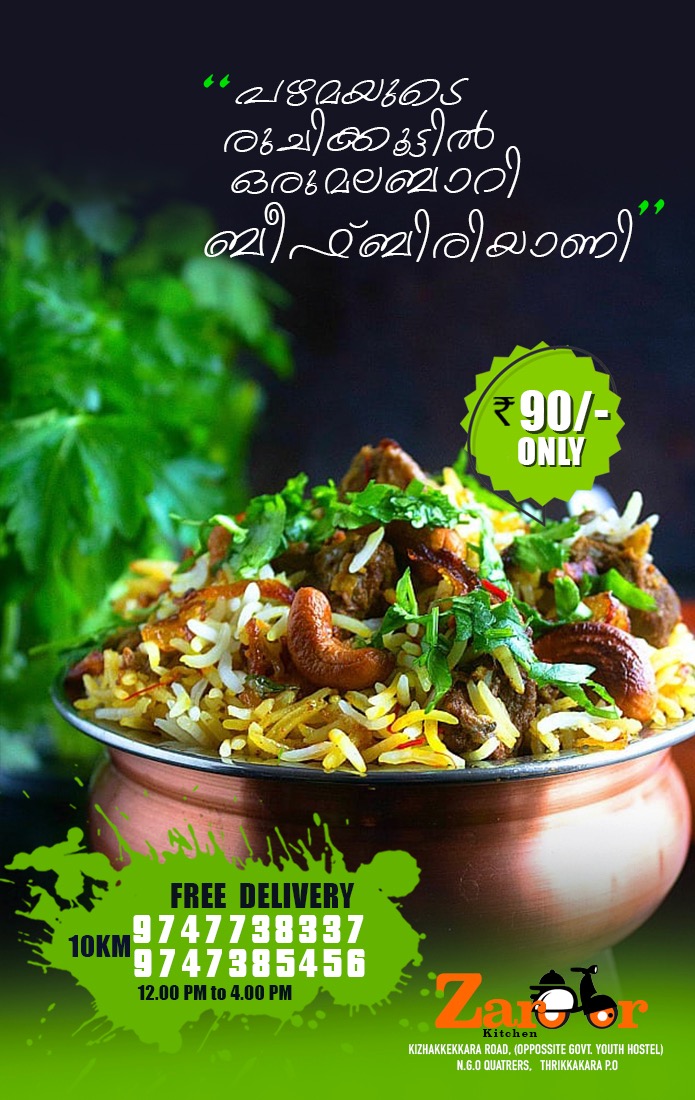 “പഴമയുടെ
രുചിക്കൂട്ടിൽ
ഒരുമലബാറി
ബീഫ്ബിരിയാണി”
₹90/-
ONLY
FREE DELIVERY
10KM 9747738337
9747385456
12.00 PM to 4.00 PM
Kitchen
KIZHAKKEKKARA ROAD, (OPPOSSITE GOVT. YOUTH HOSTEL)
N.G.O QUATRERS, THRIKKAKARA P.O